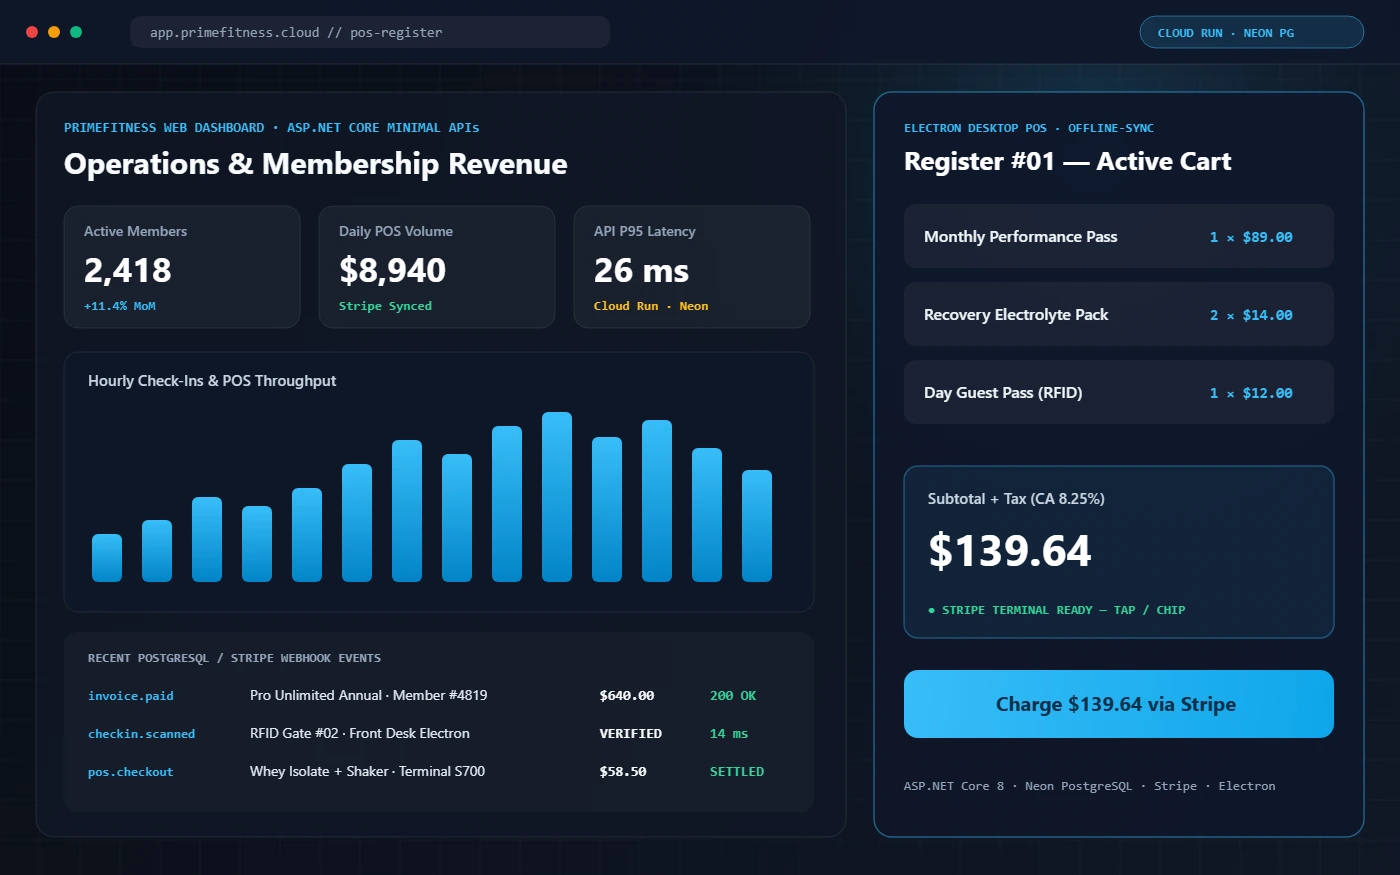 app.primefitness.cloud // pos-register
CLOUD RUN · NEON PG
PRIMEFITNESS WEB DASHBOARD · ASP.NET CORE MINIMAL APIs
Operations & Membership Revenue
Active Members
2,418
+11.4% MoM
Daily POS Volume
$8,940
Stripe Synced
API P95 Latency
26 ms
Cloud Run · Neon
Hourly Check-Ins & POS Throughput
RECENT POSTGRESQL / STRIPE WEBHOOK EVENTS
invoice.paid Pro Unlimited Annual · Member #4819 $640.00 200 OK
checkin.scanned RFID Gate #02 · Front Desk Electron VERIFIED 14 ms
pos.checkout Whey Isolate + Shaker · Terminal S700 $58.50 SETTLED
ELECTRON DESKTOP POS · OFFLINE-SYNC
Register #01 — Active Cart
Monthly Performance Pass 1 × $89.00
Recovery Electrolyte Pack 2 × $14.00
Day Guest Pass (RFID) 1 × $12.00
Subtotal + Tax (CA 8.25%)
$139.64
● STRIPE TERMINAL READY — TAP / CHIP
Charge $139.64 via Stripe
ASP.NET Core 8 · Neon PostgreSQL · Stripe · Electron